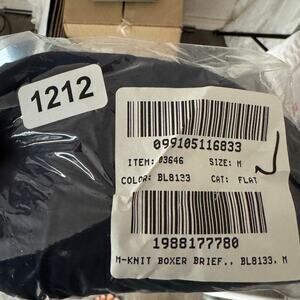 1212
099105116833
ITEM: 03646 SIZE: M
COLOR: BL8133 CAT: FLAT
1988177780
M-KNIT BOXER BRIEF., BL8133, M